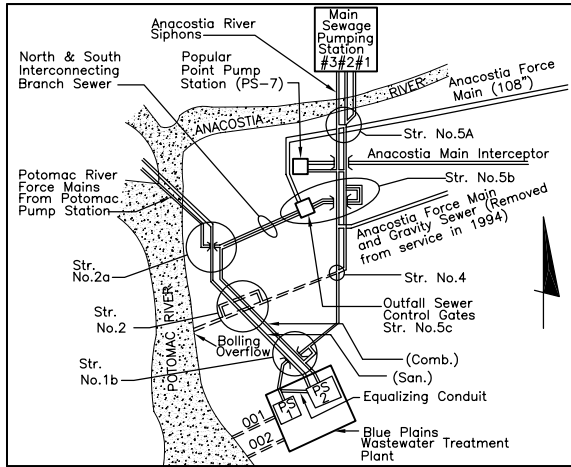 Anacostia River
Siphons
Main
Sewage
Pumping
Station
#3#2#1
North & South
Interconnecting
Branch Sewer
Popular
Point Pump
Station (PS-7)
Anacostia Force
Main (108")
RIVER
ANACOSTIA
Str. No.5A
Anacostia Main Interceptor
Potomac River
Force Mains
From Potomac
Pump Station
Str. No.5b
Anacostia Force Main
and Gravity Sewer (Removed
from service in 1994)
Str.
No.2a
Str. No.4
Str.
No.2
Outfall Sewer
Control Gates
Str. No.5c
POTOMAC RIVER
Bolling
Overflow
(Comb.)
(San.)
Str.
No.1b
Equalizing Conduit
PS
1
PS
2
001
002
Blue Plains
Wastewater Treatment
Plant